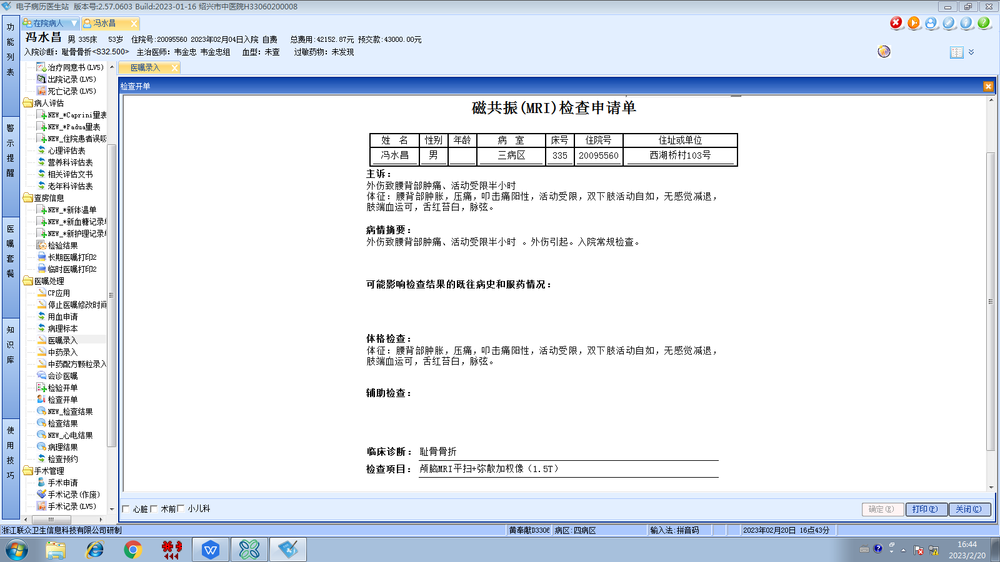 电子病历医生站 版本号:2.57.0603 Build:2023-01-16 绍兴市中医院H33060200008
在院病人
冯水昌
冯水昌 男 335床 53岁 住院号:20095560 2023年02月04日入院 自费 总费用:42152.87元 预交款:43000.00元
入院诊断: 耻骨骨折<S32.500> 主治医师: 韦金忠 韦金忠组 血型: 未查 过敏药物: 未发现
功能列表
警示提醒
医嘱套餐
知识库
使用技巧
治疗同意书(LV5)
出院记录(LV5)
死亡记录(LV5)
病人评估
NEW_*Caprini量表
NEW_*Padua量表
NEW_住院患者误吸
心理评估表
营养科评估表
相关评估文书
老年科评估表
查房信息
NEW_*新体温单
NEW_*新血糖记录单
NEW_*新护理记录单
检验结果
长期医嘱打印2
临时医嘱打印2
医嘱处理
CP应用
停止医嘱修改时间
用血申请
病理标本
医嘱录入
中药录入
中药配方颗粒录入
会诊医嘱
检验开单
检查开单
NEW_检查结果
检查结果
NEW_心电结果
病理结果
检查预约
手术管理
手术申请
手术记录(作废)
手术记录(LV5)
医嘱录入
检查开单
磁共振(MRI)检查申请单
姓 名 性别 年龄 病 室 床号 住院号 住址或单位
冯水昌 男 三病区 335 20095560 西湖桥村103号
主诉:
外伤致腰背部肿痛、活动受限半小时
体征: 腰背部肿胀, 压痛, 叩击痛阳性, 活动受限, 双下肢活动自如, 无感觉减退,
肢端血运可, 舌红苔白, 脉弦。
病情摘要:
外伤致腰背部肿痛、活动受限半小时 。外伤引起。入院常规检查。
可能影响检查结果的既往病史和服药情况:
体格检查:
体征: 腰背部肿胀, 压痛, 叩击痛阳性, 活动受限, 双下肢活动自如, 无感觉减退,
肢端血运可, 舌红苔白, 脉弦。
辅助检查:
临床诊断: 耻骨骨折
检查项目: 颅脑MRI平扫+弥散加权像(1.5T)
心脏 术前 小儿科
确定(E) 打印(P) 关闭(C)
浙江联众卫生信息科技有限公司研制 黄奉献D3306 病区:四病区 输入法:拼音码 2023年02月20日 16点43分
16:44
2023/2/20